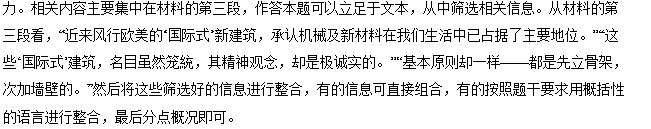 力。相关内容主要集中在材料的第三段，作答本题可以立足于文本，从中筛选相关信息。从材料的第
三段看，“近来风行欧美的‘国际式’新建筑，承认机械及新材料在我们生活中已占据了主要地位。”“这
些‘国际式’建筑，名目虽然笼统，其精神观念，却是极诚实的。”“基本原则却一样——都是先立骨架，
次加墙壁的。”然后将这些筛选好的信息进行整合，有的信息可直接组合，有的按照题干要求用概括性
的语言进行整合，最后分点概况即可。